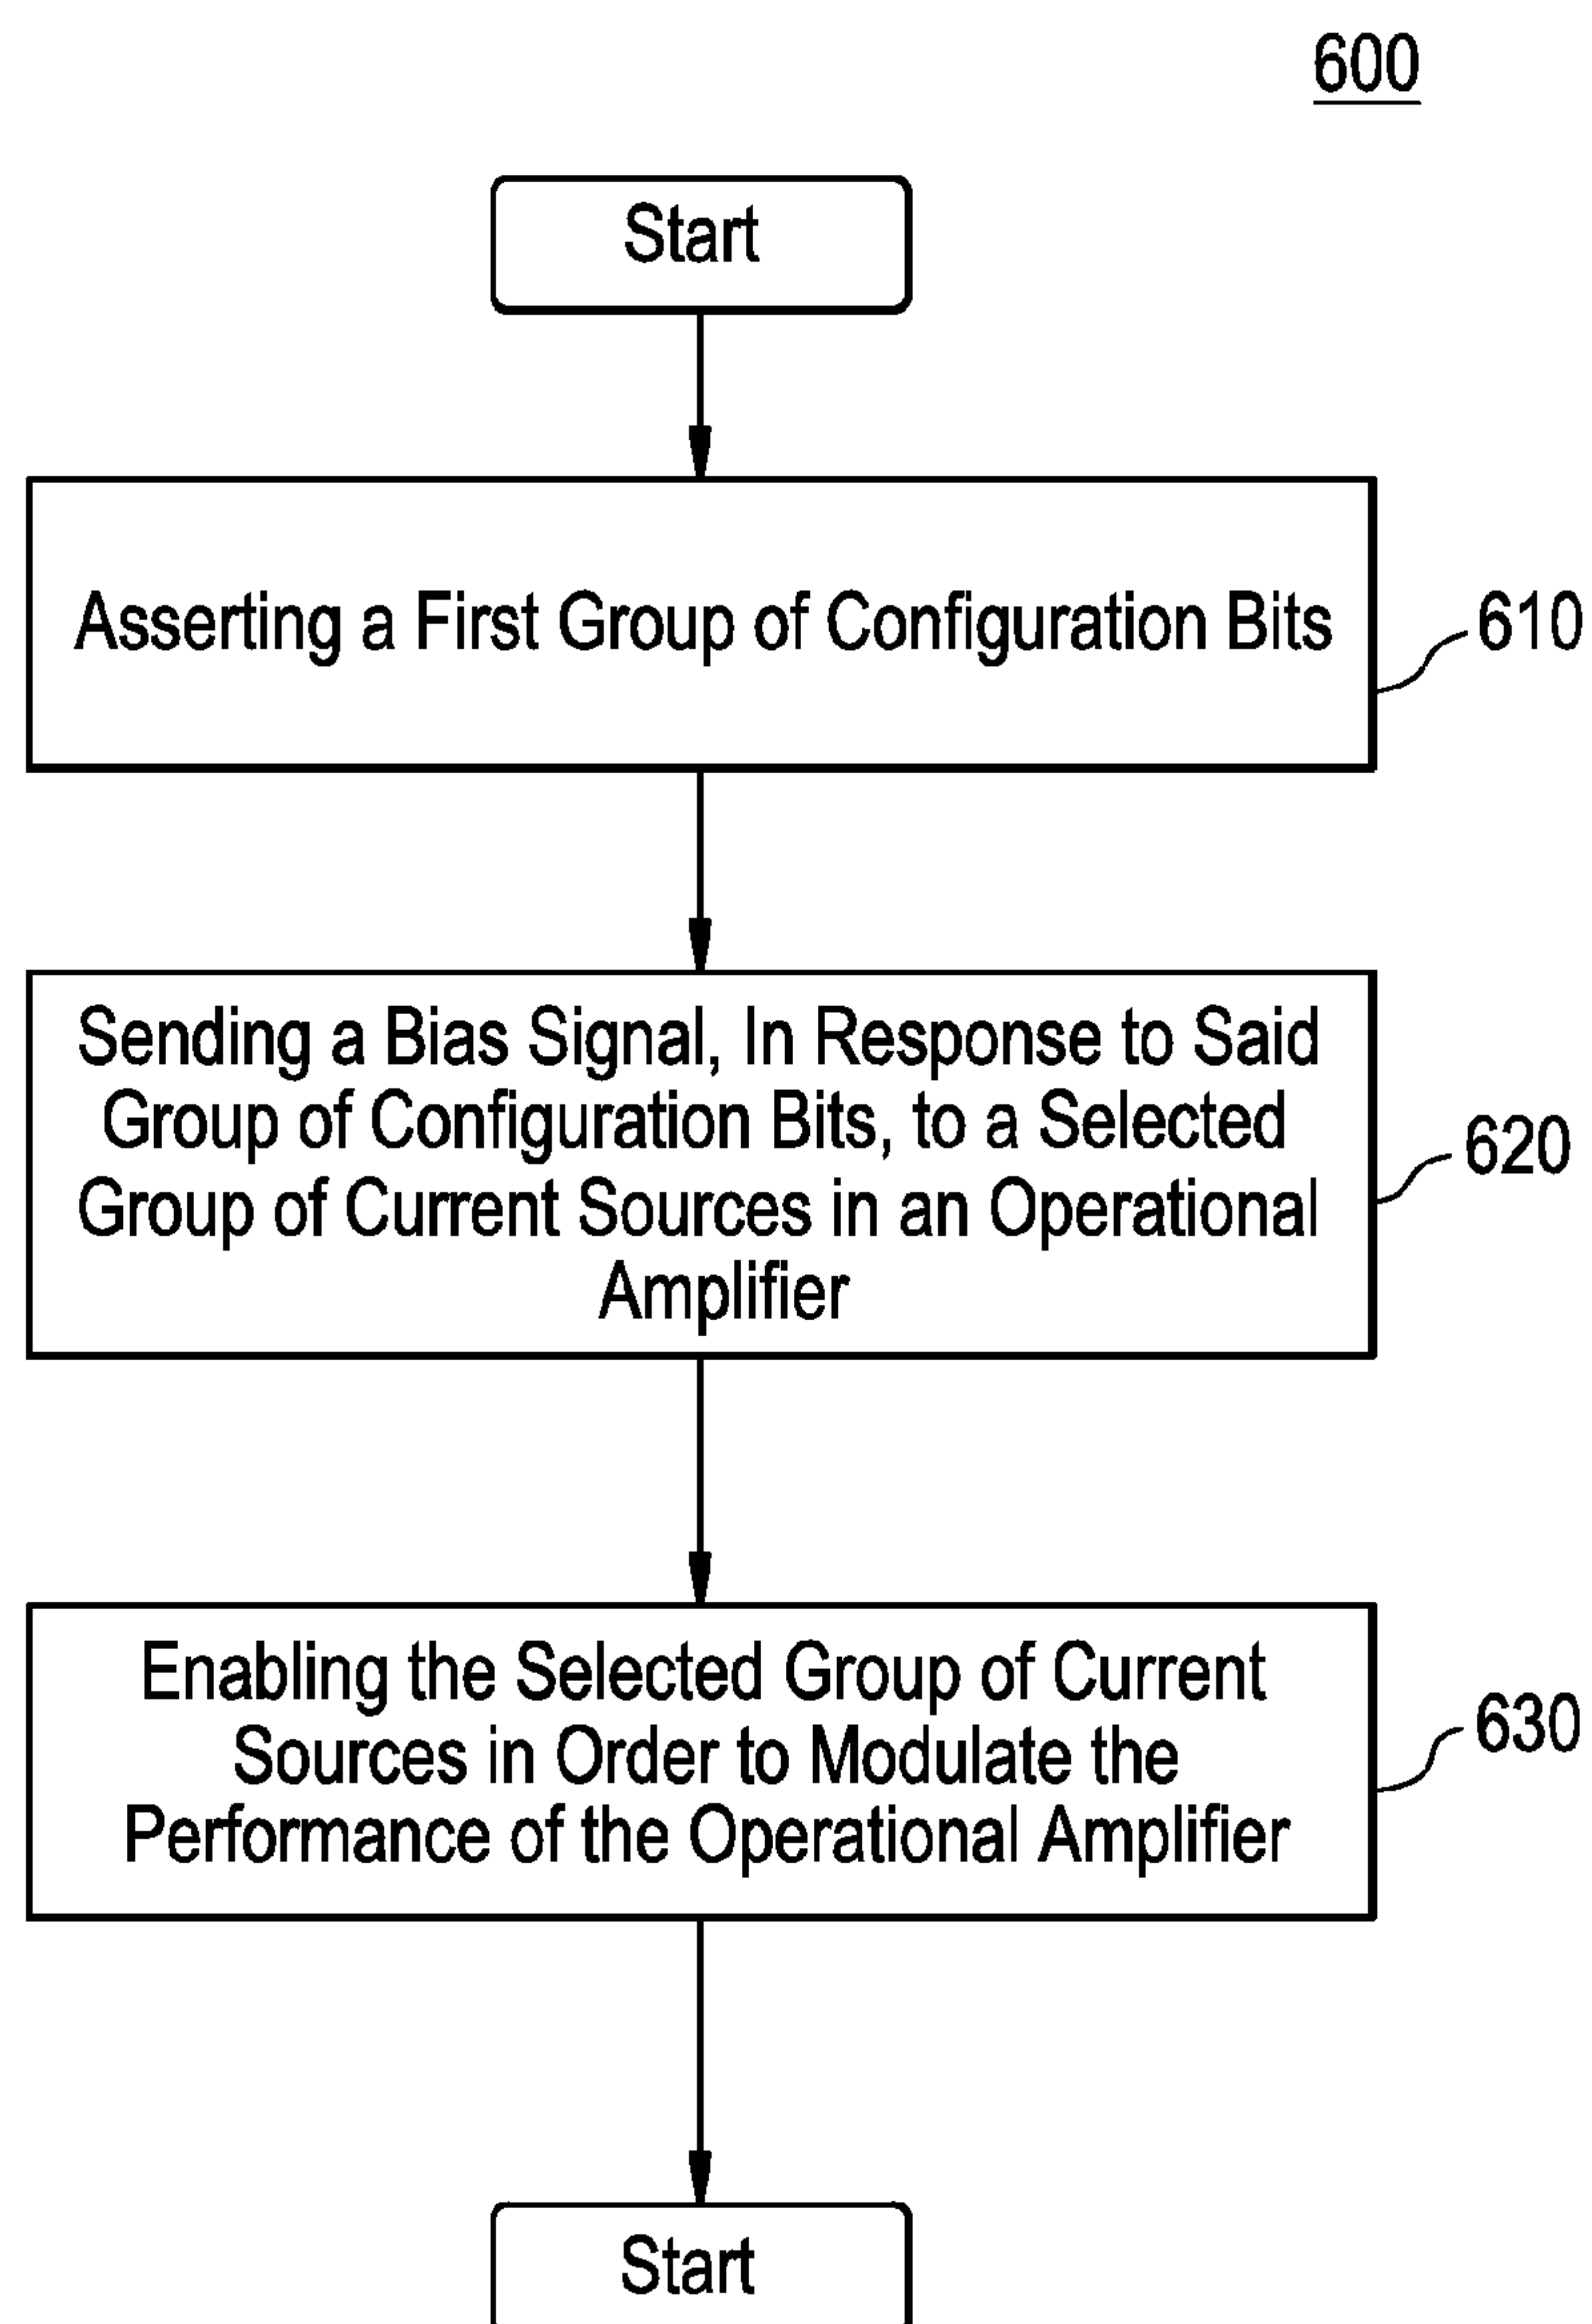 600
Start
Asserting a First Group of Configuration Bits
610
Sending a Bias Signal, In Response to Said
Group of Configuration Bits, to a Selected
Group of Current Sources in an Operational
Amplifier
620
Enabling the Selected Group of Current
Sources in Order to Modulate the
Performance of the Operational Amplifier
630
Start